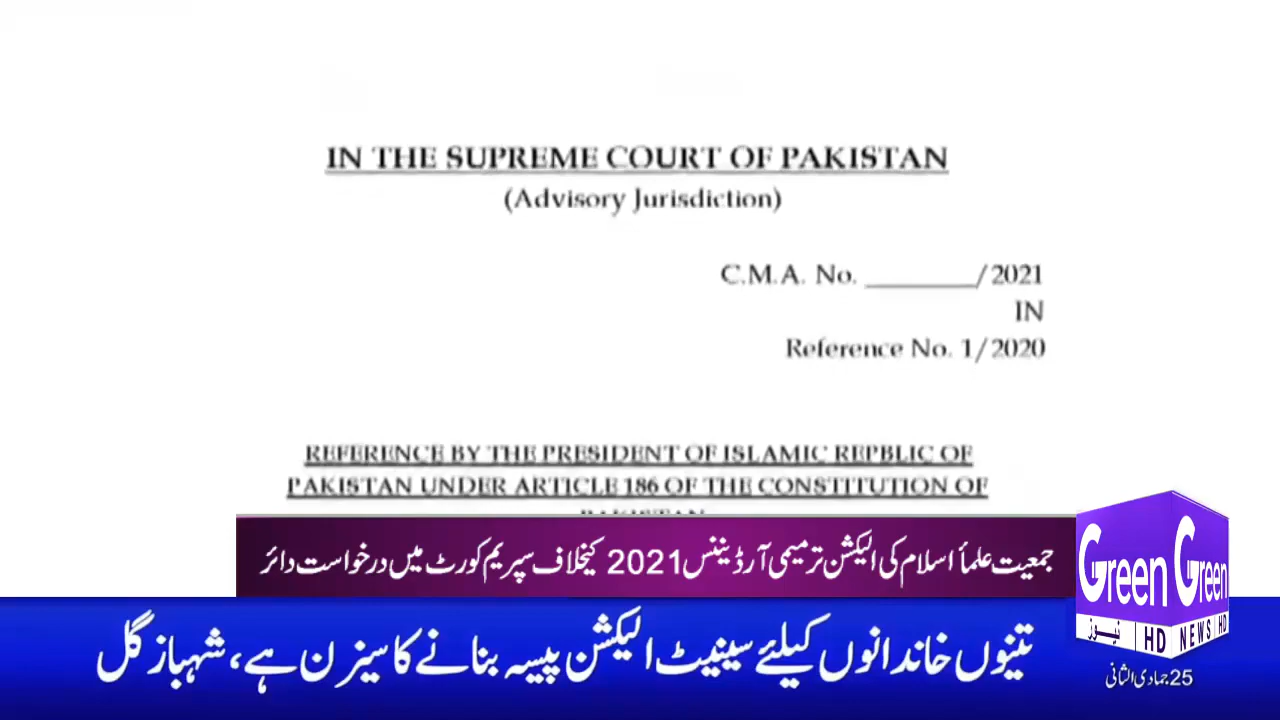 IN THE SUPREME COURT OF PAKISTAN
(Advisory Jurisdiction)
C.M.A. No. ________/2021
IN
Reference No. 1/2020
REFERENCE BY THE PRESIDENT OF ISLAMIC REPBLIC OF
PAKISTAN UNDER ARTICLE 186 OF THE CONSTITUTION OF
جمعیت علمأ اسلام کی الیکشن ترمیمی آرڈیننس 2021 کیخلاف سپریم کورٹ میں درخواست دائر
تینوں خاندانوں کیلئے سینیٹ الیکشن پیسہ بنانے کا سیزن ہے، شہباز گل
Green Green
نیوز HD NEWS HD
25 جمادی الثانی